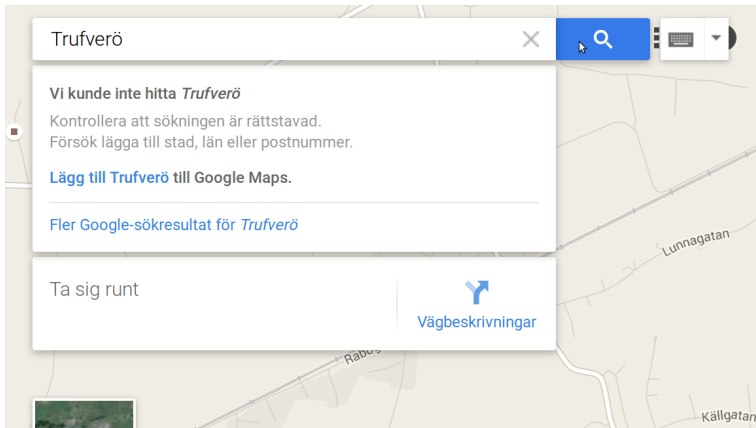 Trufverö
Vi kunde inte hitta Trufverö
Kontrollera att sökningen är rättstavad.
Försök lägga till stad, län eller postnummer.
Lägg till Trufverö till Google Maps.
Fler Google-sökresultat för Trufverö
Lunnagatan
Ta sig runt
Vägbeskrivningar
Källgatan